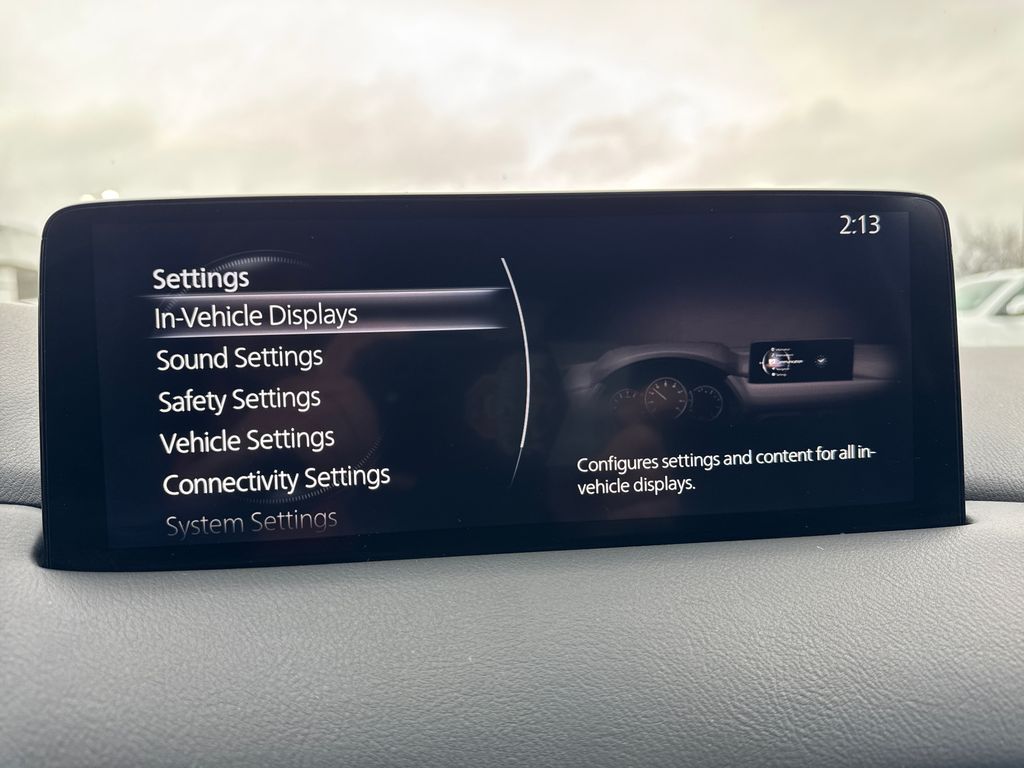 2:13
Settings
In-Vehicle Displays
Sound Settings
Safety Settings
Vehicle Settings
Connectivity Settings
System Settings
Configures settings and content for all in-
vehicle displays.